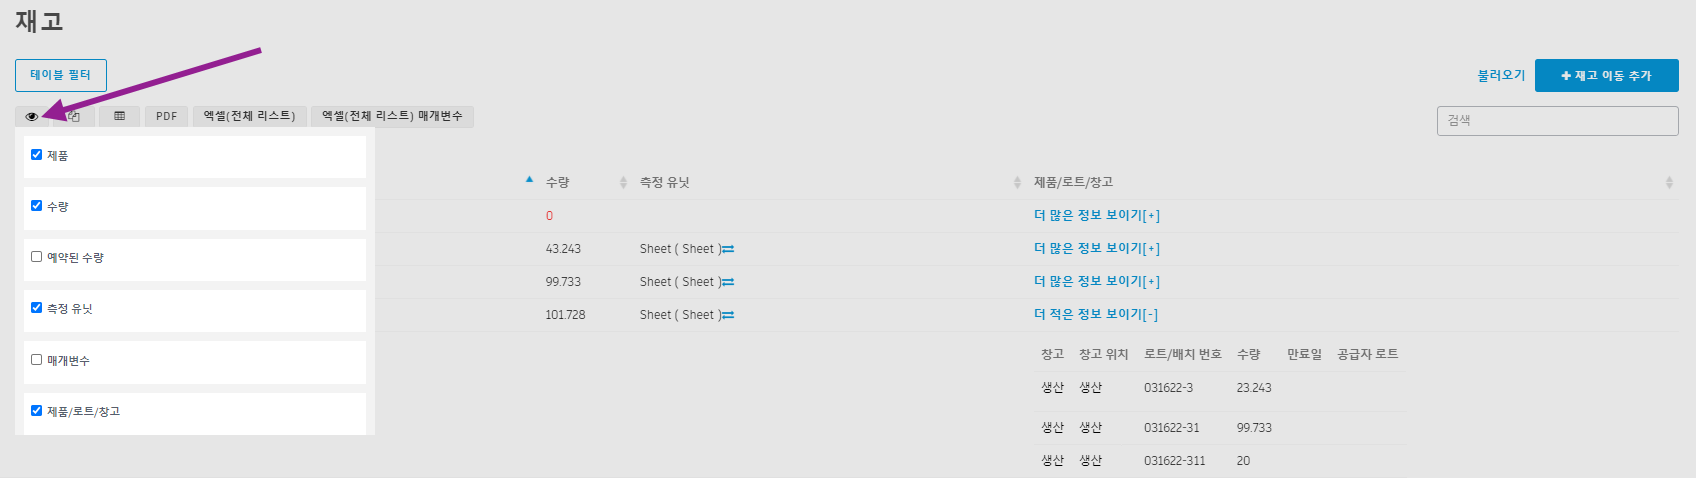 재고
테이블 필터
불러오기
재고 이동 추가
PDF 엑셀(전체 리스트) 엑셀(전체 리스트) 매개변수
검색
제품
수량
예약된 수량
측정 유닛
매개변수
제품/로트/창고
수량 측정 유닛 제품/로트/창고
0 더 많은 정보 보이기[+]
43.243 Sheet ( Sheet ) 더 많은 정보 보이기[+]
99.733 Sheet ( Sheet ) 더 많은 정보 보이기[+]
101.728 Sheet ( Sheet ) 더 적은 정보 보이기[-]
창고 창고 위치 로트/배치 번호 수량 만료일 공급자 로트
생산 생산 031622-3 23.243
생산 생산 031622-31 99.733
생산 생산 031622-311 20